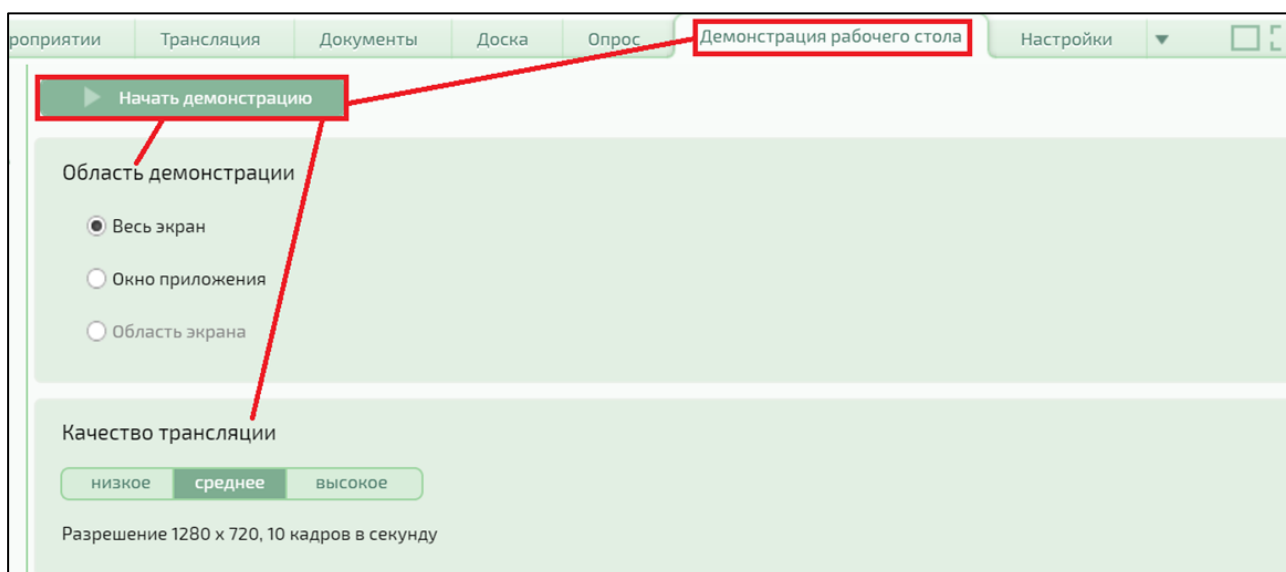 роприятии Трансляция Документы Доска Опрос Демонстрация рабочего стола Настройки
Начать демонстрацию
Область демонстрации
Весь экран
Окно приложения
Область экрана
Качество трансляции
низкое среднее высокое
Разрешение 1280 x 720, 10 кадров в секунду